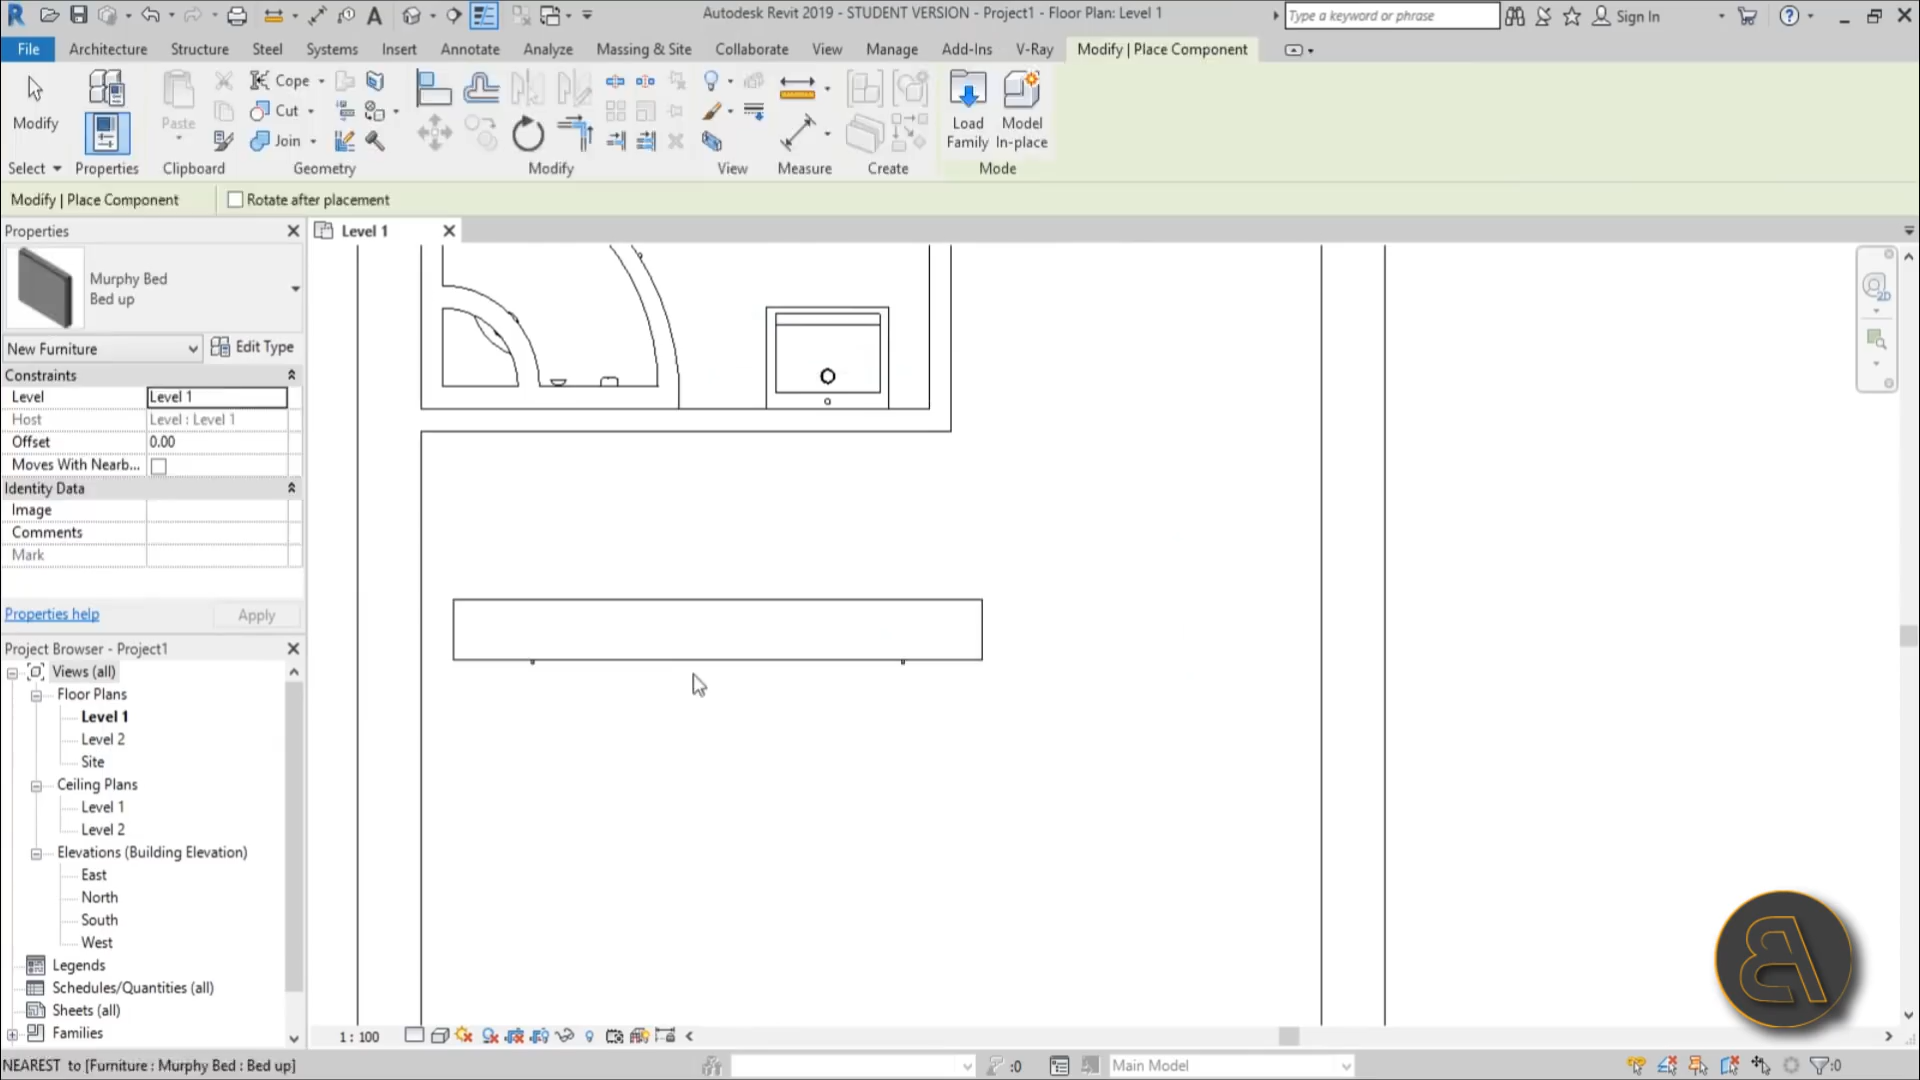 Autodesk Revit 2019 - STUDENT VERSION - Project1 - Floor Plan: Level 1
Type a keyword or phrase
Sign In
File Architecture Structure Steel Systems Insert Annotate Analyze Massing & Site Collaborate View Manage Add-Ins V-Ray Modify | Place Component
Modify
Paste
Cope
Cut
Join
Load Family
Model In-place
Select Properties Clipboard Geometry Modify View Measure Create Mode
Modify | Place Component
Rotate after placement
Properties
Level 1
Murphy Bed
Bed up
New Furniture
Edit Type
Constraints
Level Level 1
Host Level : Level 1
Offset 0.00
Moves With Nearb...
Identity Data
Image
Comments
Mark
Properties help
Apply
Project Browser - Project1
Views (all)
Floor Plans
Level 1
Level 2
Site
Ceiling Plans
Level 1
Level 2
Elevations (Building Elevation)
East
North
South
West
Legends
Schedules/Quantities (all)
Sheets (all)
Families
1 : 100
2D
NEAREST to [Furniture : Murphy Bed : Bed up]
:0
Main Model
:0